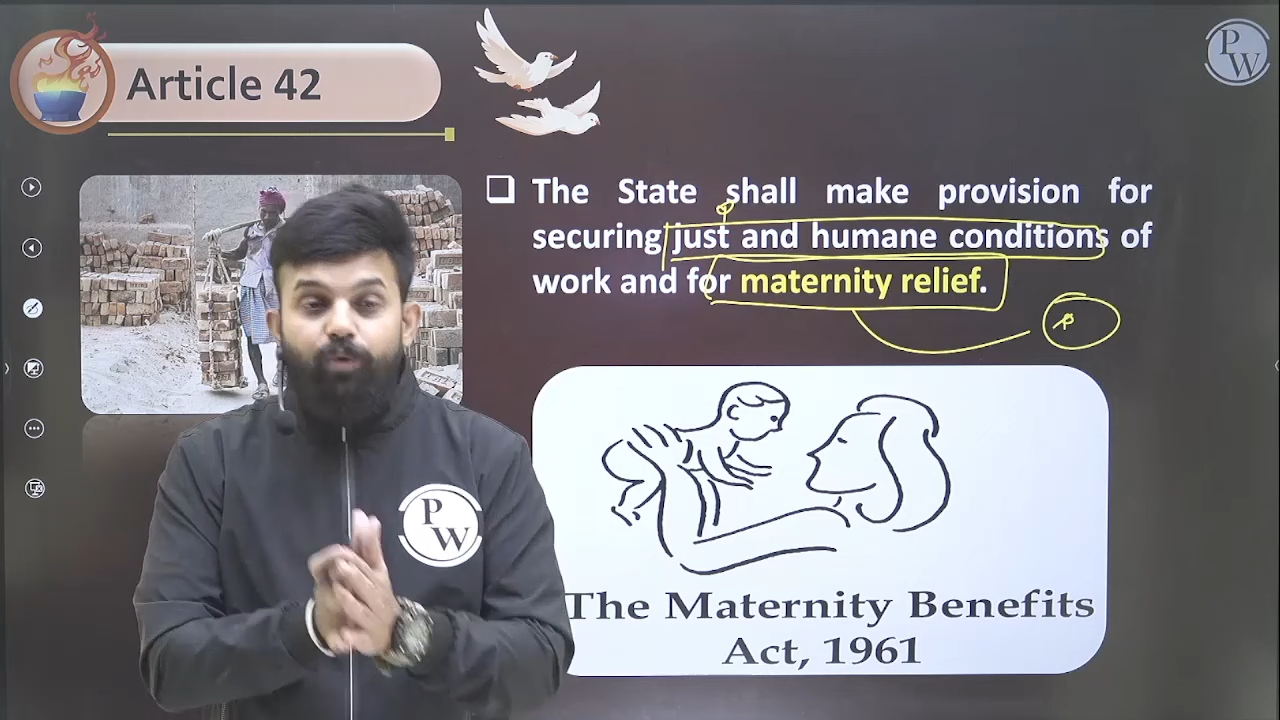 Article 42
PW
The State shall make provision for
securing just and humane conditions of
work and for maternity relief.
PW
The Maternity Benefits
Act, 1961